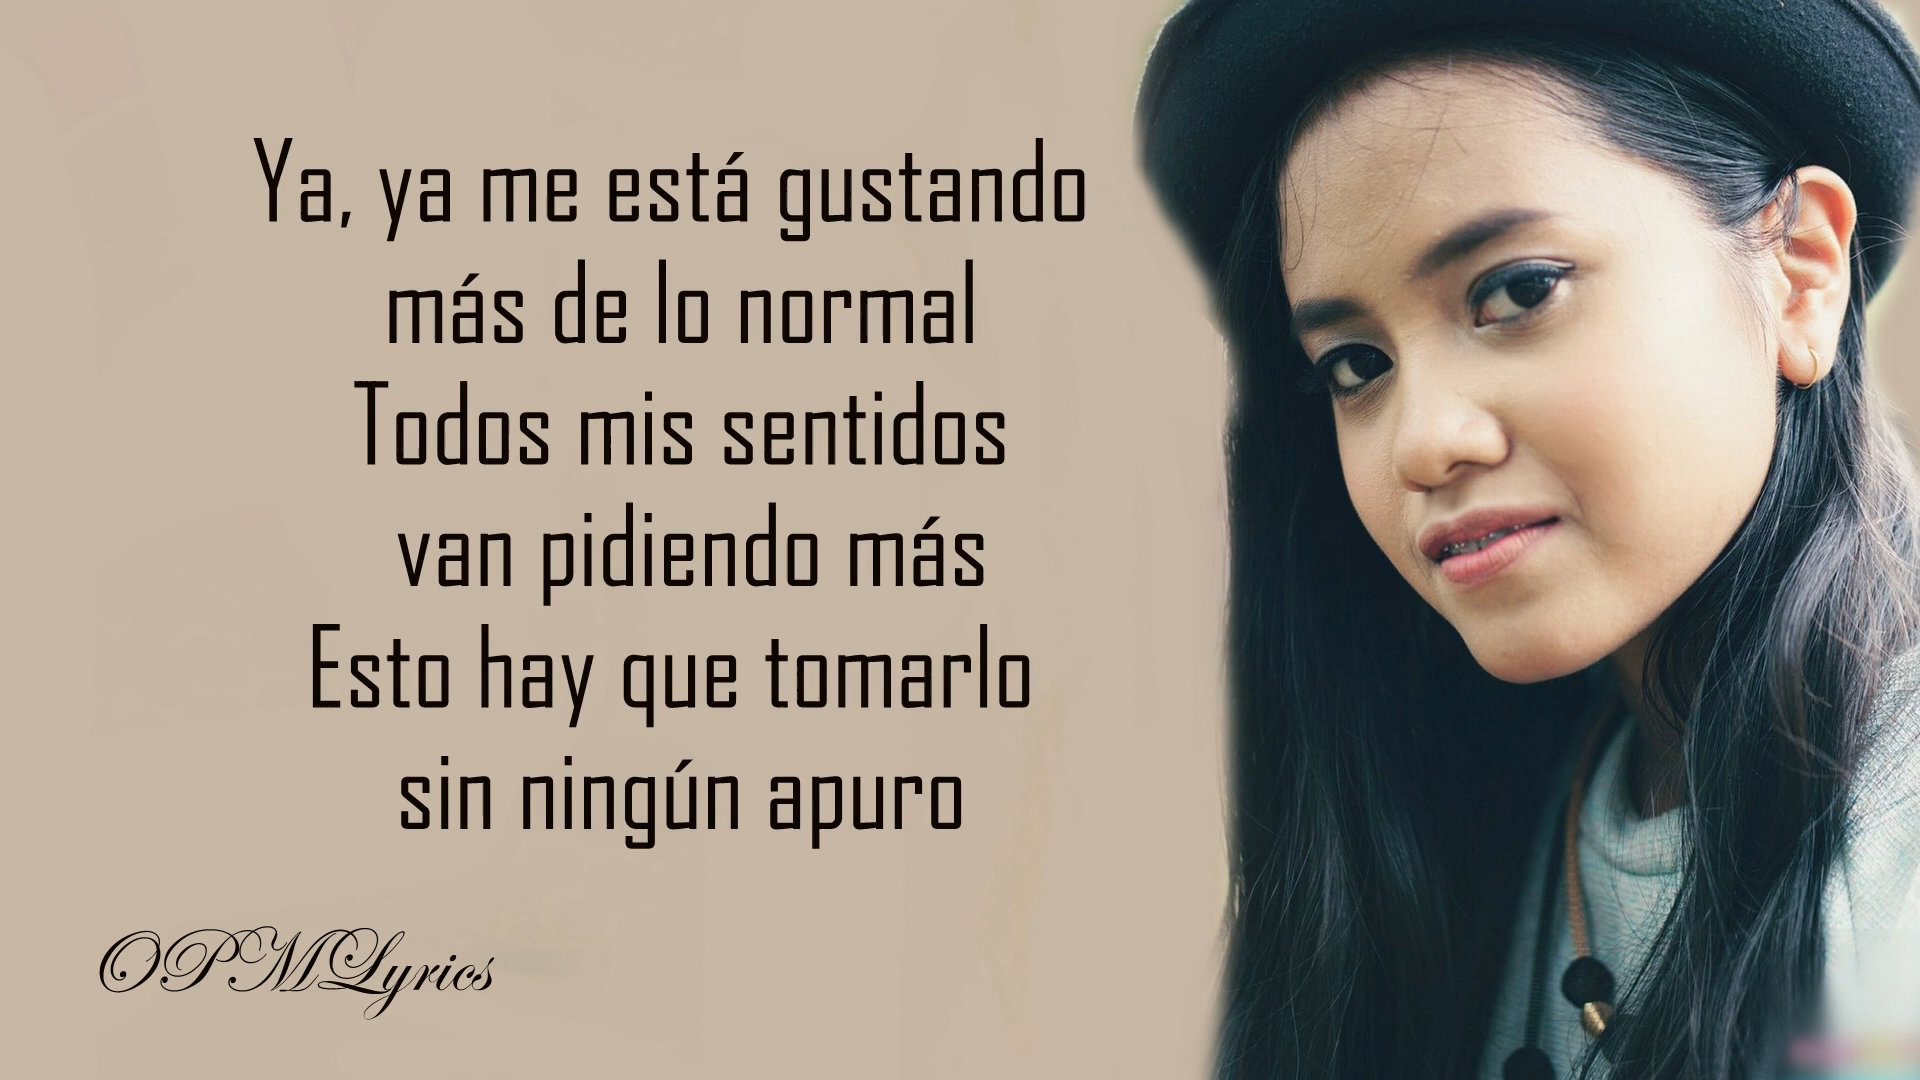 Ya, ya me está gustando
más de lo normal
Todos mis sentidos
van pidiendo más
Esto hay que tomarlo
sin ningún apuro
OPMLyrics